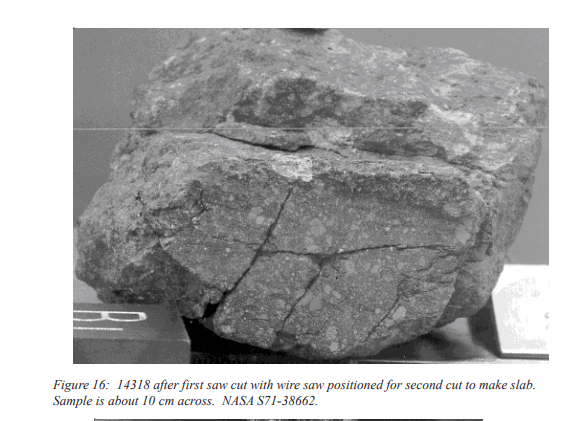 Figure 16: 14318 after first saw cut with wire saw positioned for second cut to make slab.
Sample is about 10 cm across. NASA S71-38662.